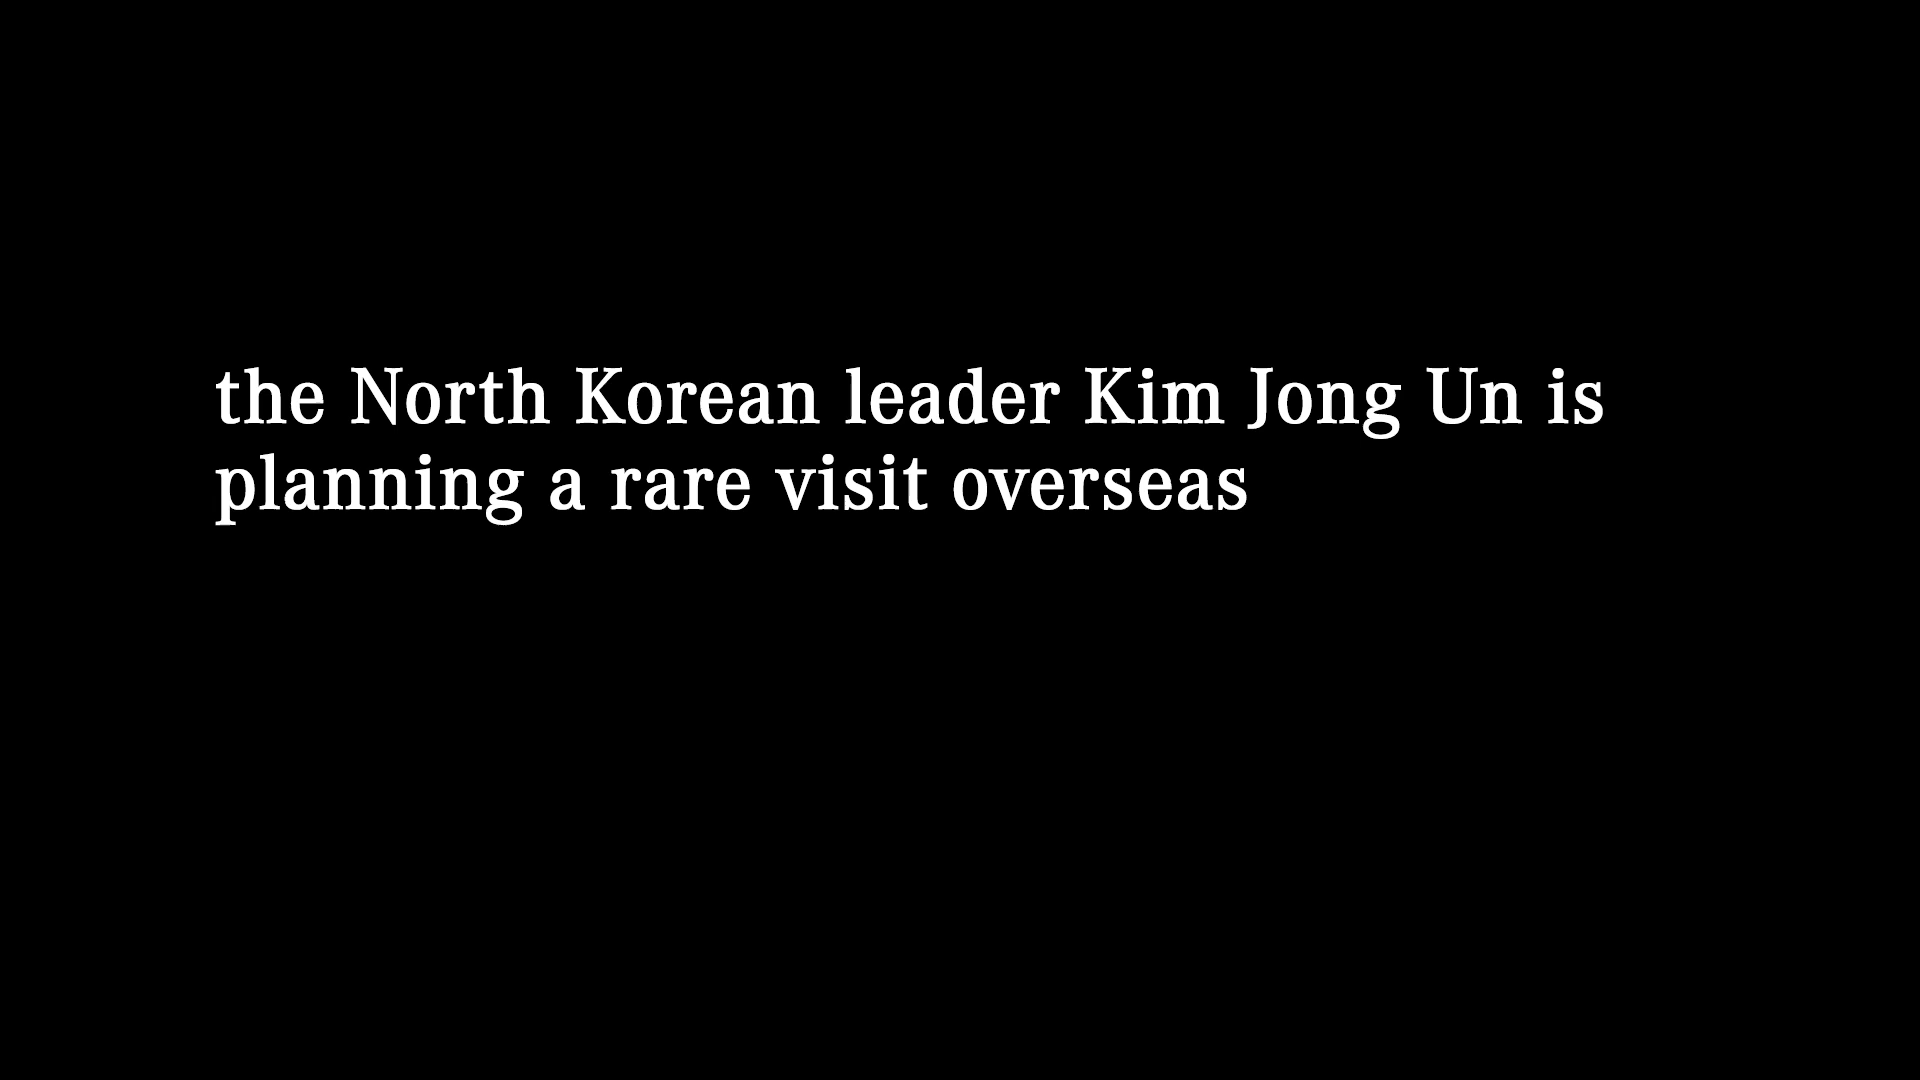 the North Korean leader Kim Jong Un is
planning a rare visit overseas